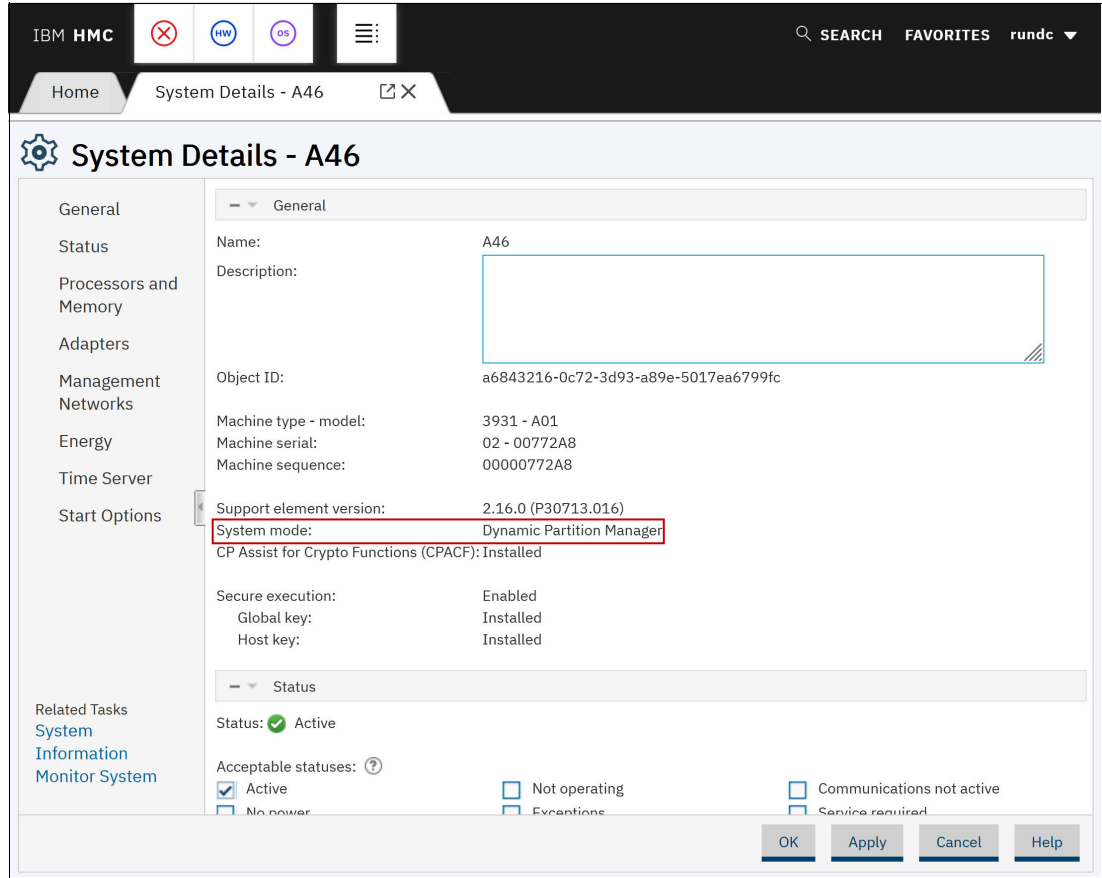 IBM HMC
HW
OS
SEARCH FAVORITES rundc
Home
System Details - A46
System Details - A46
General
Status
Processors and
Memory
Adapters
Management
Networks
Energy
Time Server
Start Options
Related Tasks
System
Information
Monitor System
General
Name: A46
Description:
Object ID: a6843216-0c72-3d93-a89e-5017ea6799fc
Machine type - model: 3931 - A01
Machine serial: 02 - 00772A8
Machine sequence: 00000772A8
Support element version: 2.16.0 (P30713.016)
System mode: Dynamic Partition Manager
CP Assist for Crypto Functions (CPACF): Installed
Secure execution: Enabled
Global key: Installed
Host key: Installed
Status
Status: Active
Acceptable statuses: ?
Active Not operating Communications not active
No power Exceptions Service required
OK Apply Cancel Help